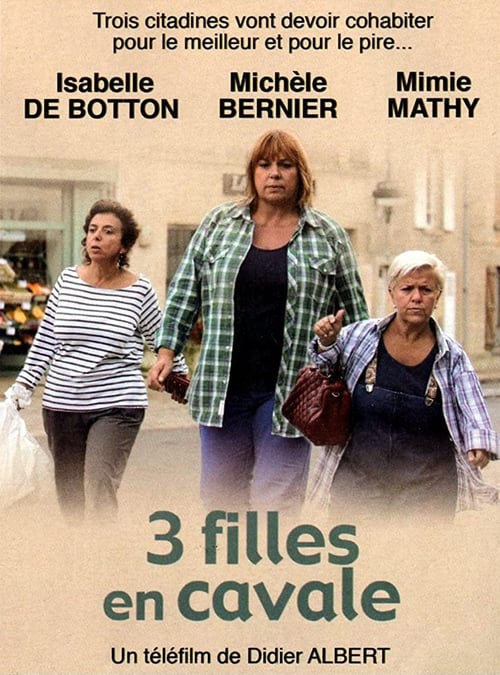 Trois citadines vont devoir cohabiter
pour le meilleur et pour le pire...
Isabelle
DE BOTTON
Michèle
BERNIER
Mimie
MATHY
3 filles
en cavale
Un téléfilm de Didier ALBERT